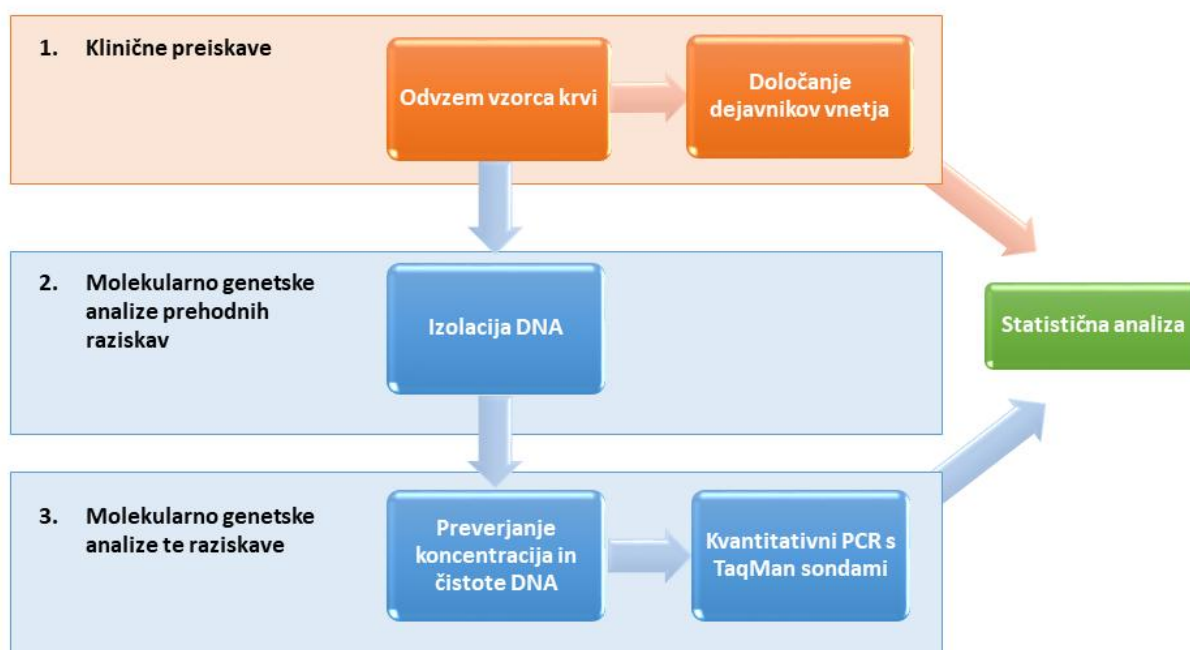 1. Klinične preiskave
Odvzem vzorca krvi
Določanje
dejavnikov vnetja
2. Molekularno genetske
analize prehodnih
raziskav
Izolacija DNA
Statistična analiza
3. Molekularno genetske
analize te raziskave
Preverjanje
koncentracija in
čistote DNA
Kvantitativni PCR s
TaqMan sondami